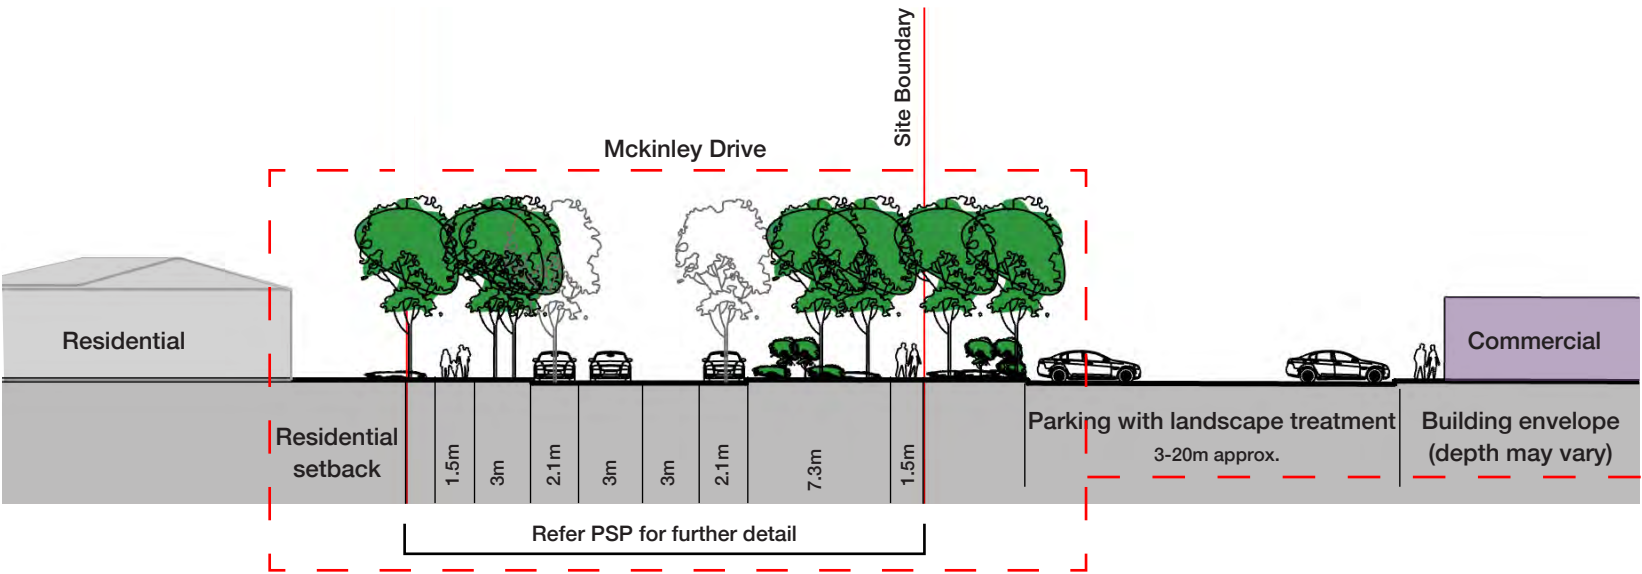 Site Boundary
Mckinley Drive
Residential
Commercial
Residential
setback
1.5m
3m
2.1m
3m
3m
2.1m
7.3m
1.5m
Parking with landscape treatment
3-20m approx.
Building envelope
(depth may vary)
Refer PSP for further detail